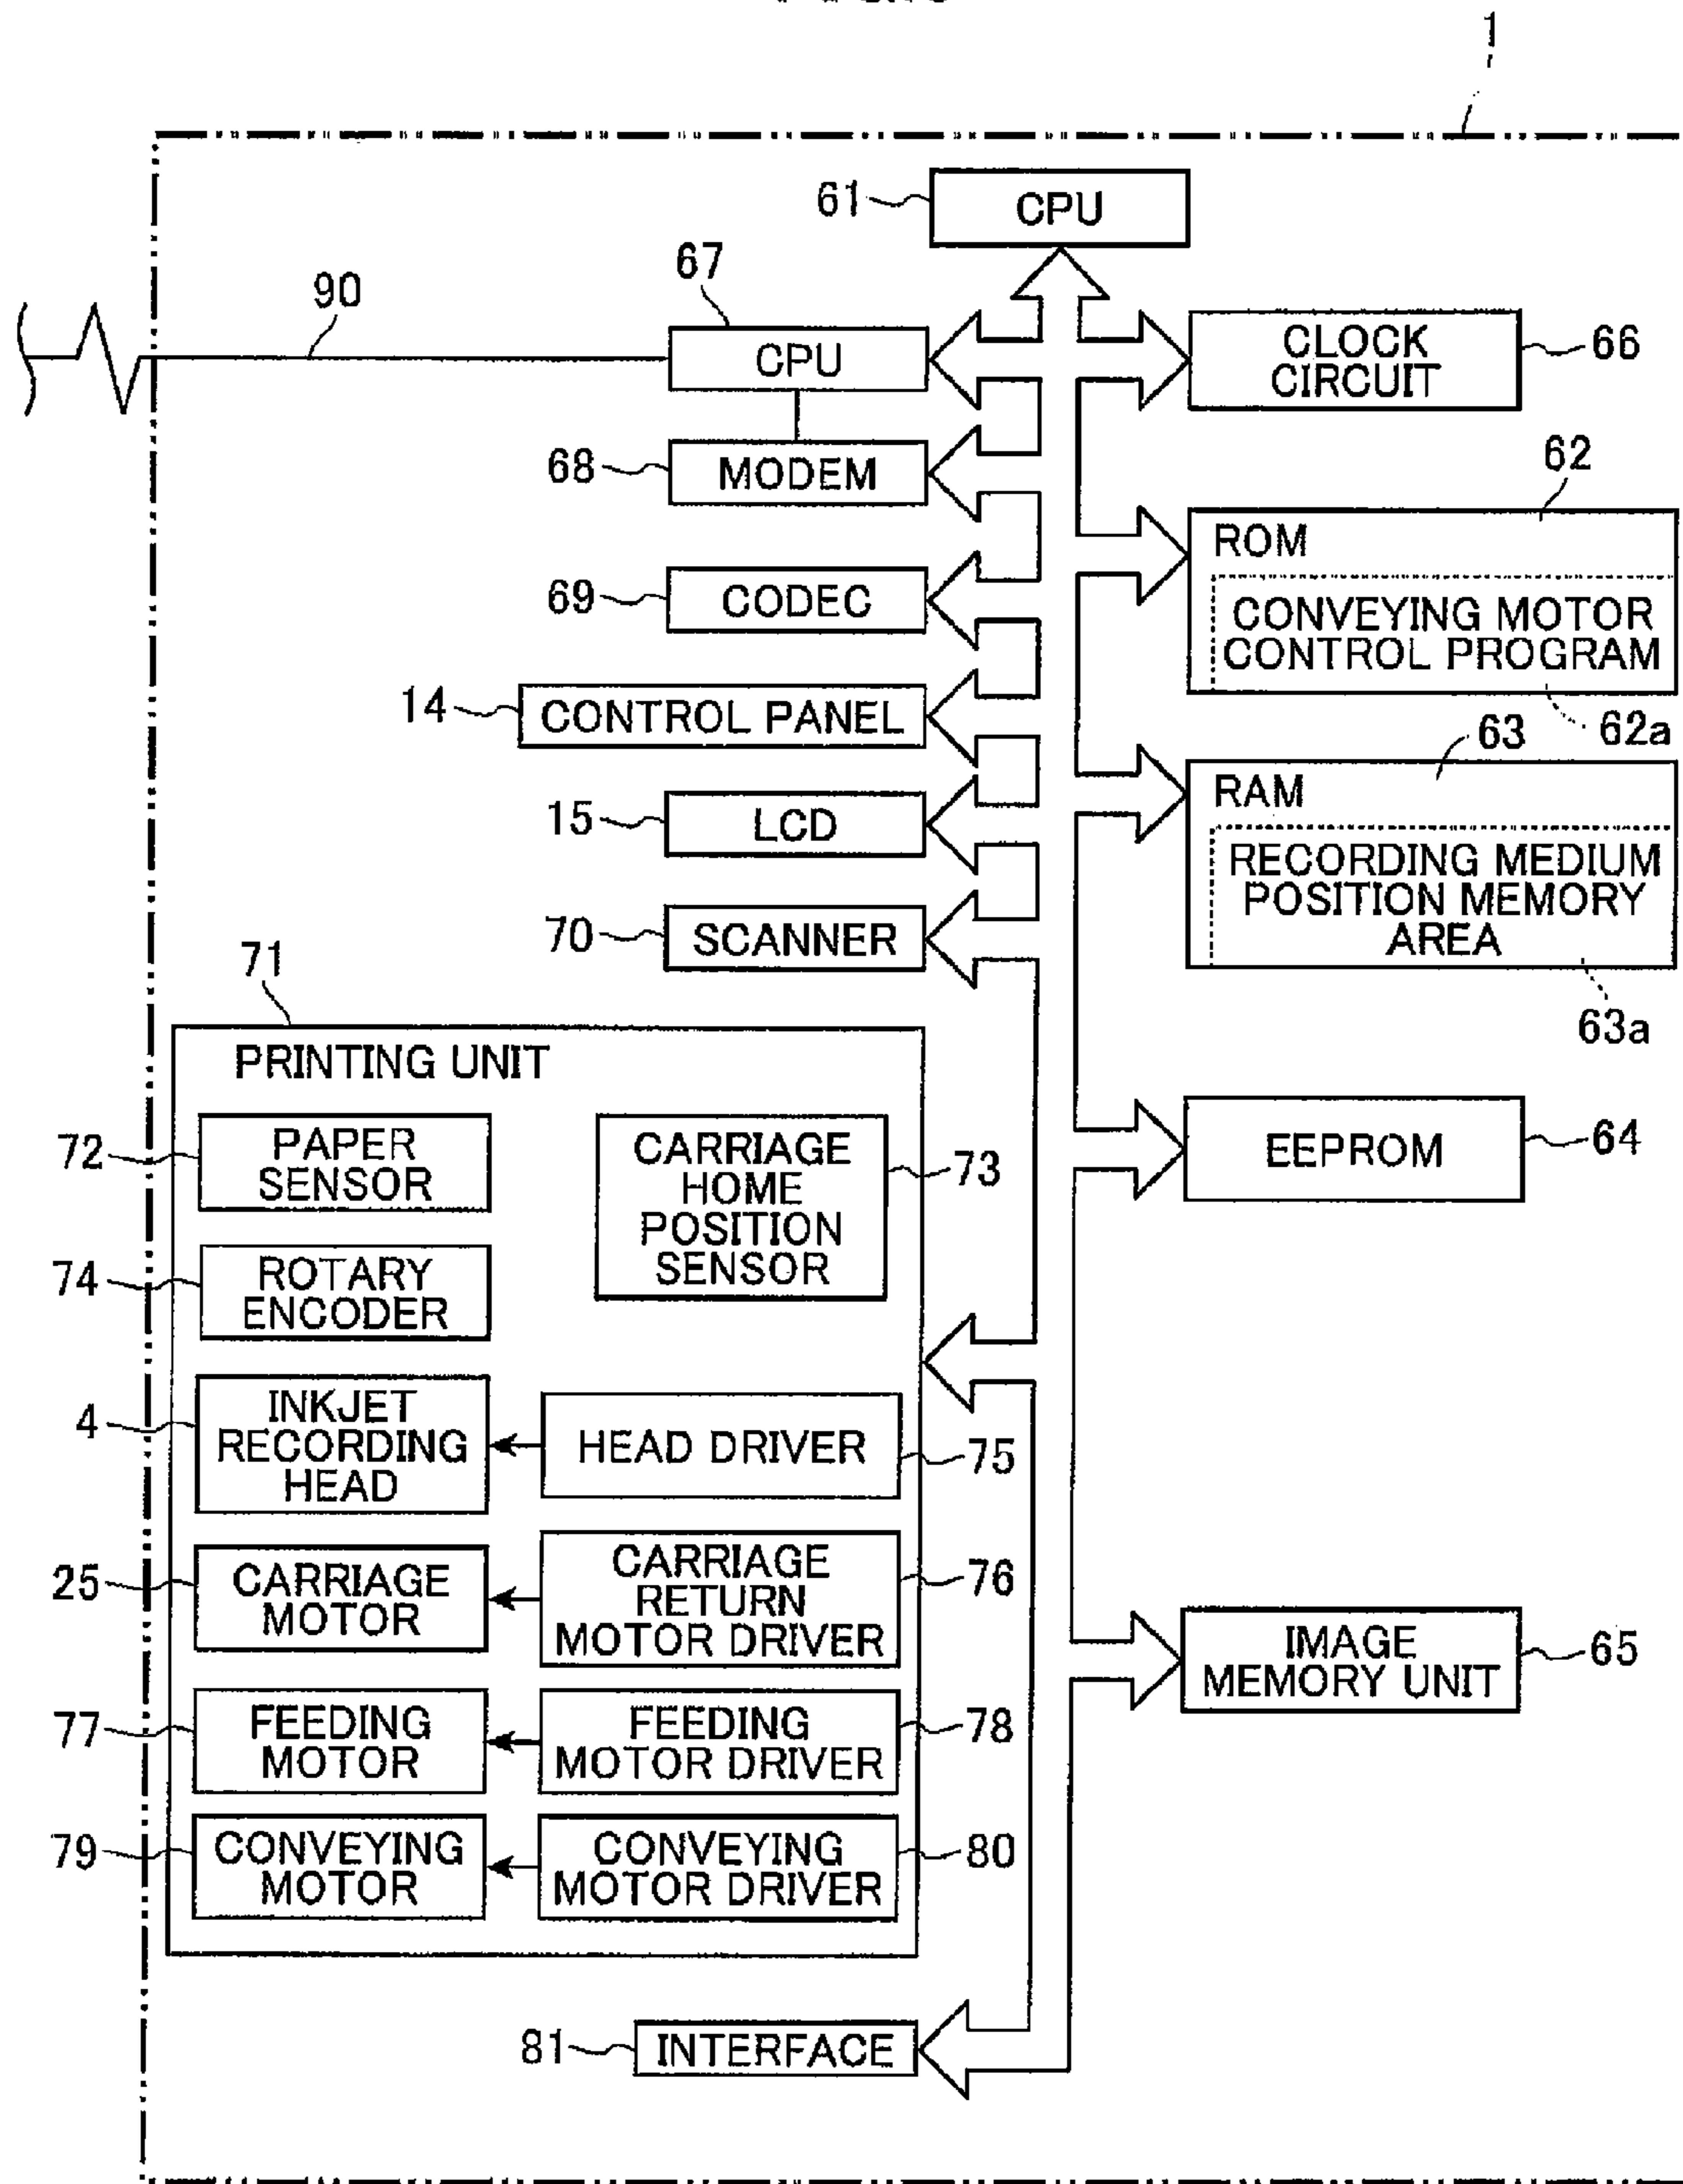 1
61
CPU
67
90
CPU
CLOCK
CIRCUIT
66
68
MODEM
62
ROM
69
CODEC
CONVEYING MOTOR
CONTROL PROGRAM
14
CONTROL PANEL
62a
63
15
LCD
RAM
RECORDING MEDIUM
POSITION MEMORY
AREA
70
SCANNER
63a
71
PRINTING UNIT
72
PAPER
SENSOR
CARRIAGE
HOME
POSITION
SENSOR
73
EEPROM
64
74
ROTARY
ENCODER
4
INKJET
RECORDING
HEAD
HEAD DRIVER
75
25
CARRIAGE
MOTOR
CARRIAGE
RETURN
MOTOR DRIVER
76
IMAGE
MEMORY UNIT
65
77
FEEDING
MOTOR
FEEDING
MOTOR DRIVER
78
79
CONVEYING
MOTOR
CONVEYING
MOTOR DRIVER
80
81
INTERFACE